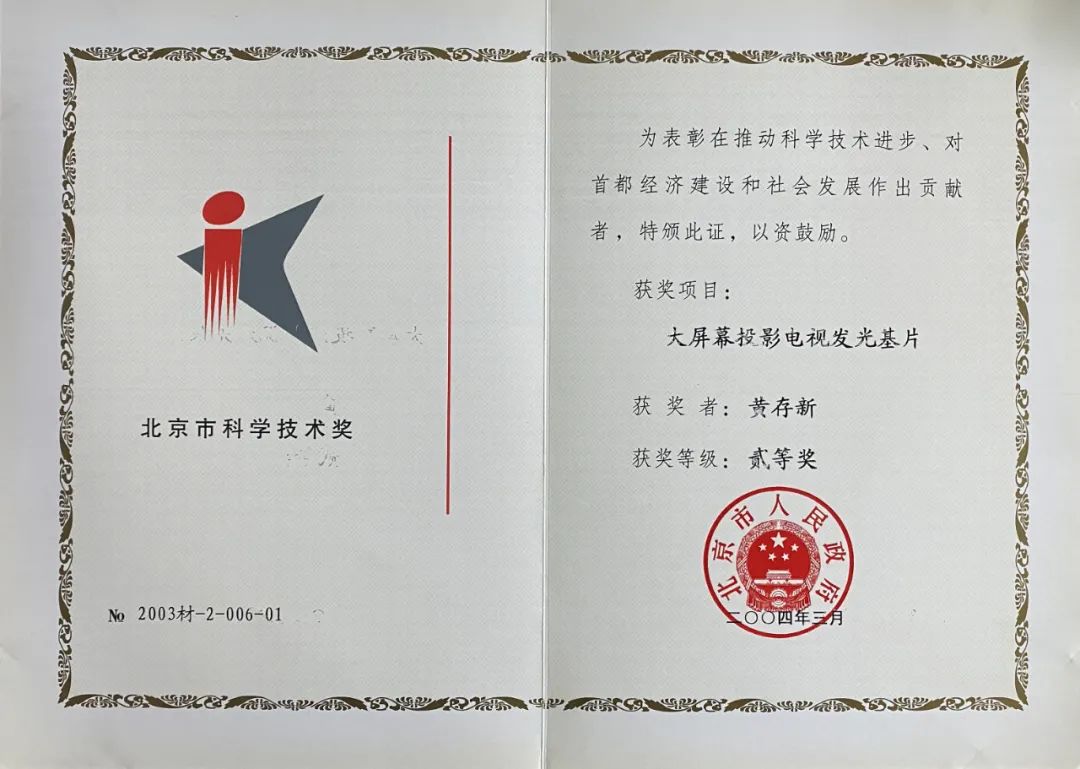 北京市科学技术奖
№ 2003材-2-006-01
为表彰在推动科学技术进步、对
首都经济建设和社会发展作出贡献
者，特颁此证，以资鼓励。
获奖项目：
大屏幕投影电视发光基片
获奖者：黄存新
获奖等级：贰等奖
北京市人民政府
二〇〇四年三月